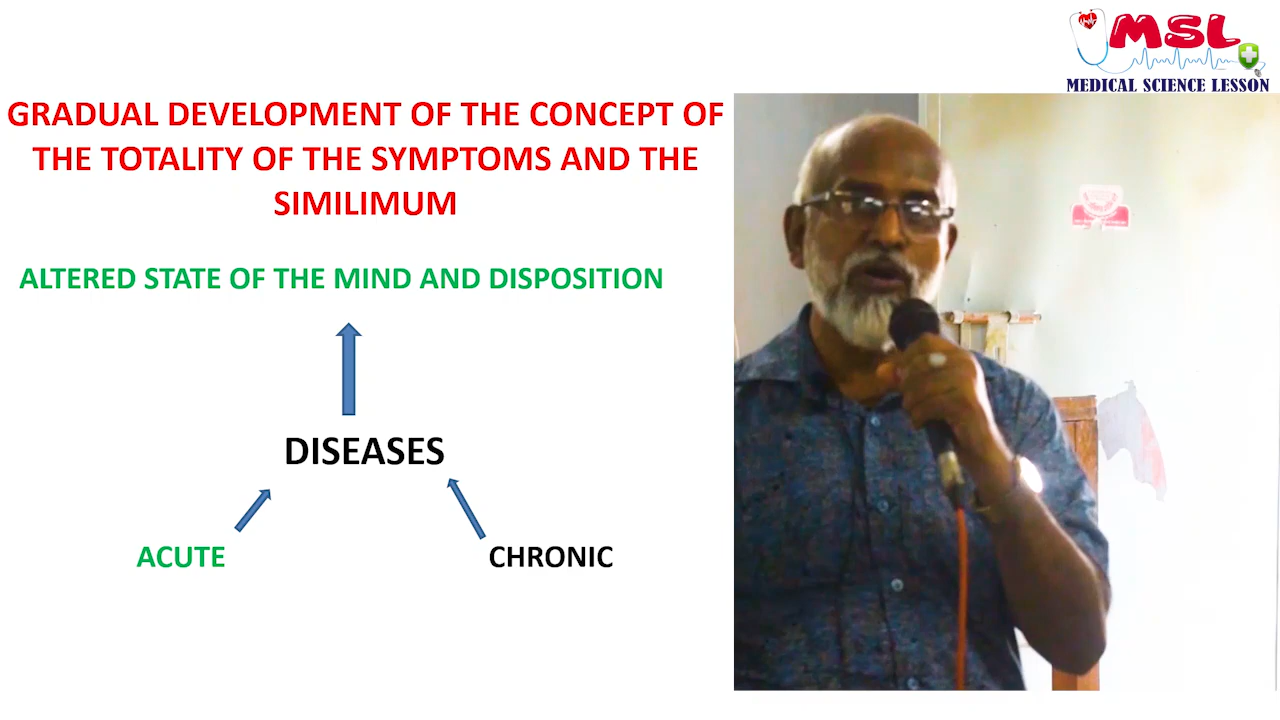 MSL
MEDICAL SCIENCE LESSON
GRADUAL DEVELOPMENT OF THE CONCEPT OF
THE TOTALITY OF THE SYMPTOMS AND THE
SIMILIMUM
ALTERED STATE OF THE MIND AND DISPOSITION
DISEASES
ACUTE
CHRONIC